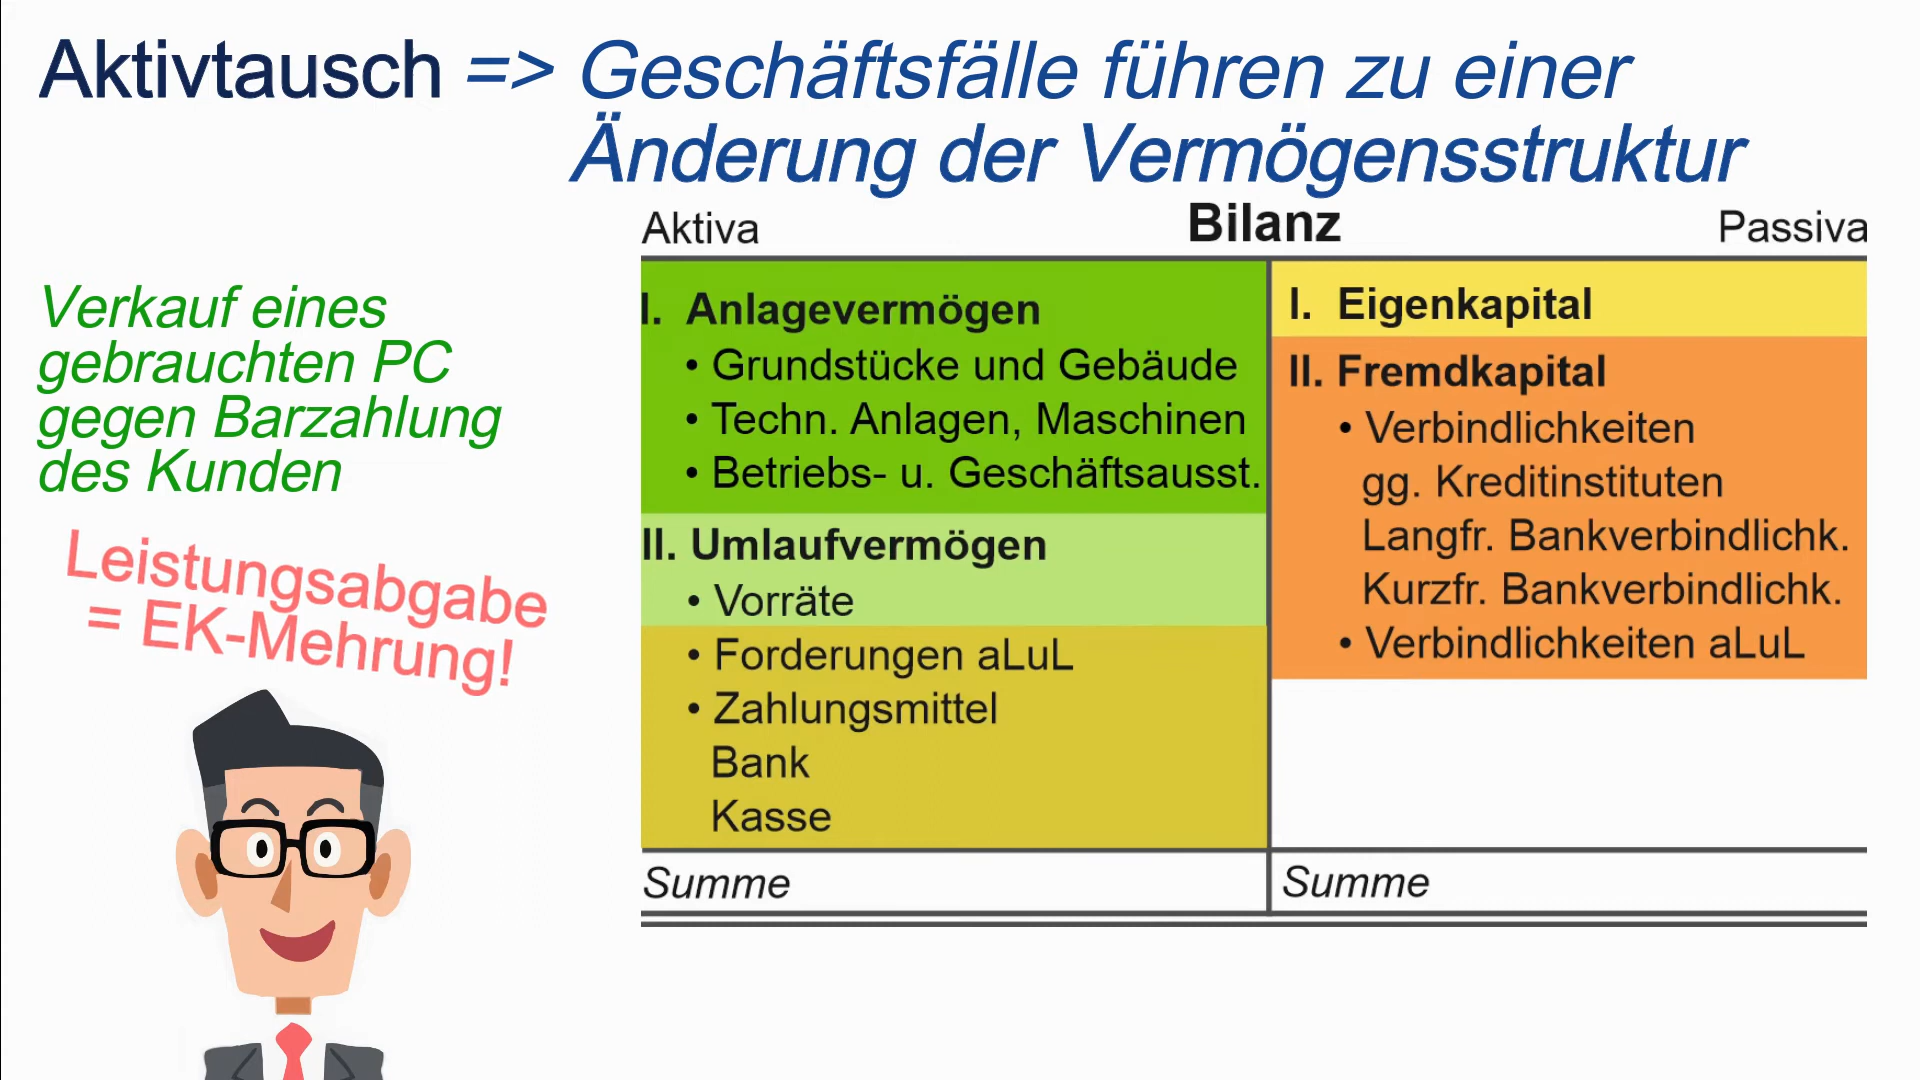 Aktivtausch => Geschäftsfälle führen zu einer
Änderung der Vermögensstruktur
Aktiva Bilanz Passiva
Verkauf eines
gebrauchten PC
gegen Barzahlung
des Kunden
Leistungsabgabe
= EK-Mehrung!
I. Anlagevermögen
• Grundstücke und Gebäude
• Techn. Anlagen, Maschinen
• Betriebs- u. Geschäftsausst.
II. Umlaufvermögen
• Vorräte
• Forderungen aLuL
• Zahlungsmittel
Bank
Kasse
Summe
I. Eigenkapital
II. Fremdkapital
• Verbindlichkeiten
gg. Kreditinstituten
Langfr. Bankverbindlichk.
Kurzfr. Bankverbindlichk.
• Verbindlichkeiten aLuL
Summe